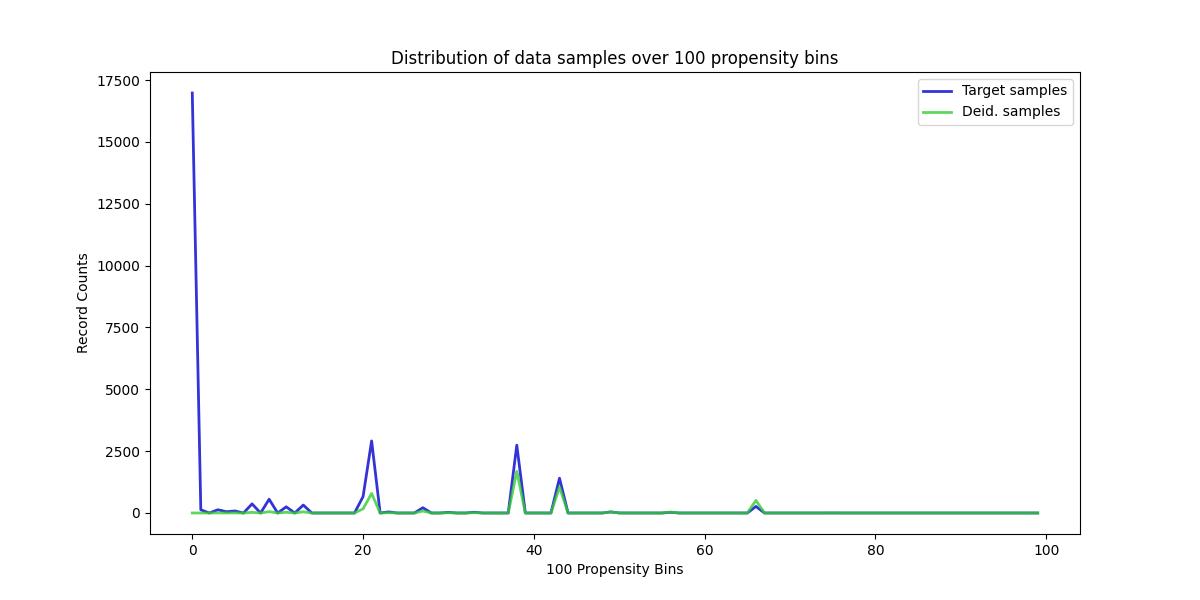 Distribution of data samples over 100 propensity bins
Target samples
Deid. samples
17500
15000
12500
10000
7500
5000
2500
0
Record Counts
0 20 40 60 80 100
100 Propensity Bins